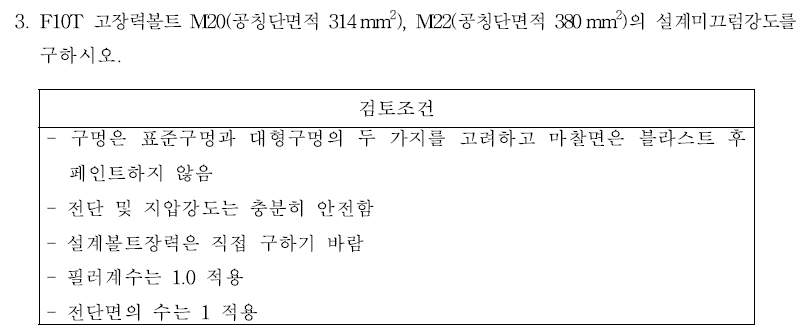 3. F10T 고장력볼트 M20(공칭단면적 314mm²), M22(공칭단면적 380mm²)의 설계미끄럼강도를
구하시오.
검토조건
- 구멍은 표준구멍과 대형구멍의 두 가지를 고려하고 마찰면은 블라스트 후
페인트하지 않음
- 전단 및 지압강도는 충분히 안전함
- 설계볼트장력은 직접 구하기 바람
- 필러계수는 1.0 적용
- 전단면의 수는 1 적용